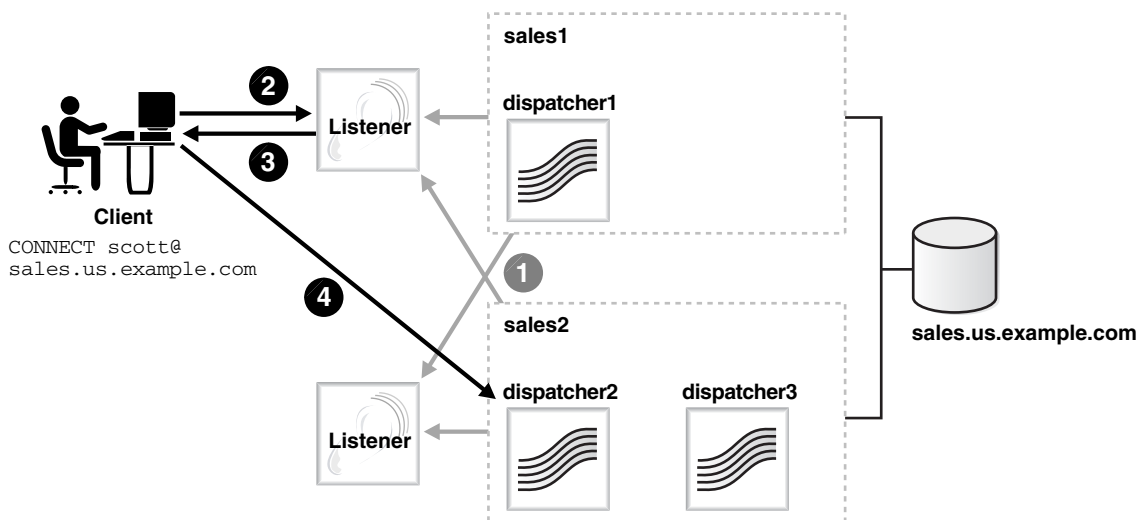 sales1
2
dispatcher1
Listener
3
Client
CONNECT scott@
sales.us.example.com
1
4
sales2
sales.us.example.com
dispatcher2
dispatcher3
Listener